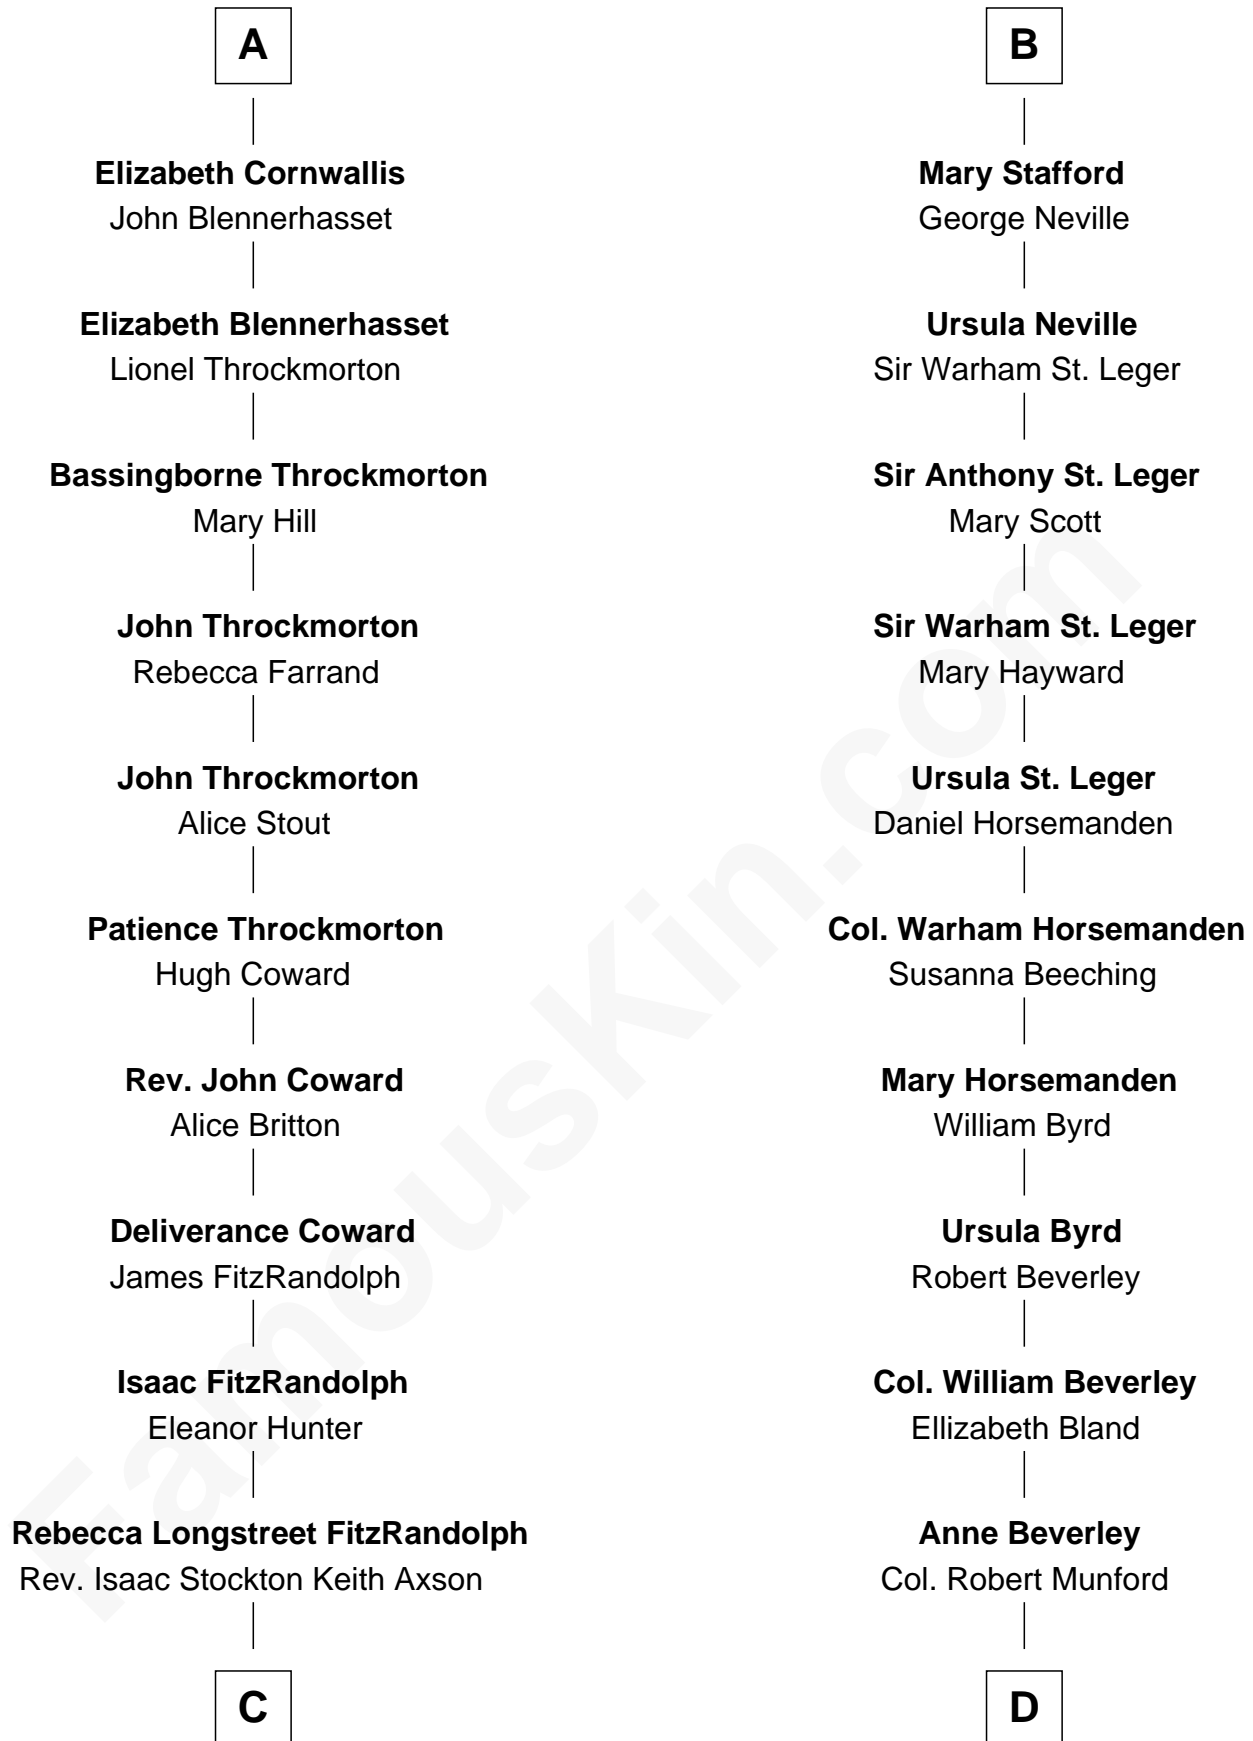 A
Elizabeth Cornwallis
John Blennerhasset
Elizabeth Blennerhasset
Lionel Throckmorton
Bassingborne Throckmorton
Mary Hill
John Throckmorton
Rebecca Farrand
John Throckmorton
Alice Stout
Patience Throckmorton
Hugh Coward
Rev. John Coward
Alice Britton
Deliverance Coward
James FitzRandolph
Isaac FitzRandolph
Eleanor Hunter
Rebecca Longstreet FitzRandolph
Rev. Isaac Stockton Keith Axson
C
B
Mary Stafford
George Neville
Ursula Neville
Sir Warham St. Leger
Sir Anthony St. Leger
Mary Scott
Sir Warham St. Leger
Mary Hayward
Ursula St. Leger
Daniel Horsemanden
Col. Warham Horsemanden
Susanna Beeching
Mary Horsemanden
William Byrd
Ursula Byrd
Robert Beverley
Col. William Beverley
Ellizabeth Bland
Anne Beverley
Col. Robert Munford
D
FamousKin.com